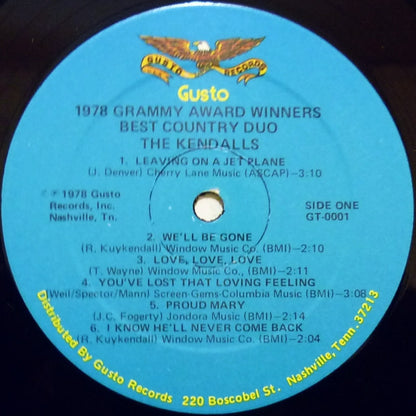 GUSTO RECORDS
Gusto
1978 GRAMMY AWARD WINNERS
BEST COUNTRY DUO
THE KENDALLS
1. LEAVING ON A JET PLANE
(J. Denver) Cherry Lane Music (ASCAP)—3:10
℗ © 1978 Gusto
Records, Inc.
Nashville, Tn.
SIDE ONE
GT-0001
2. WE'LL BE GONE
(R. Kuykendall) Window Music Co. (BMI)—2:10
3. LOVE, LOVE, LOVE
(T. Wayne) Window Music Co., (BMI)—2:11
4. YOU'VE LOST THAT LOVING FEELING
(Weil/Spector/Mann) Screen-Gems-Columbia Music (BMI)—3:08
5. PROUD MARY
(J.C. Fogerty) Jondora Music (BMI)—2:14
6. I KNOW HE'LL NEVER COME BACK
(R. Kuykendall) Window Music Co. (BMI)—2:04
Distributed By Gusto Records 220 Boscobel St. Nashville, Tenn. 37213